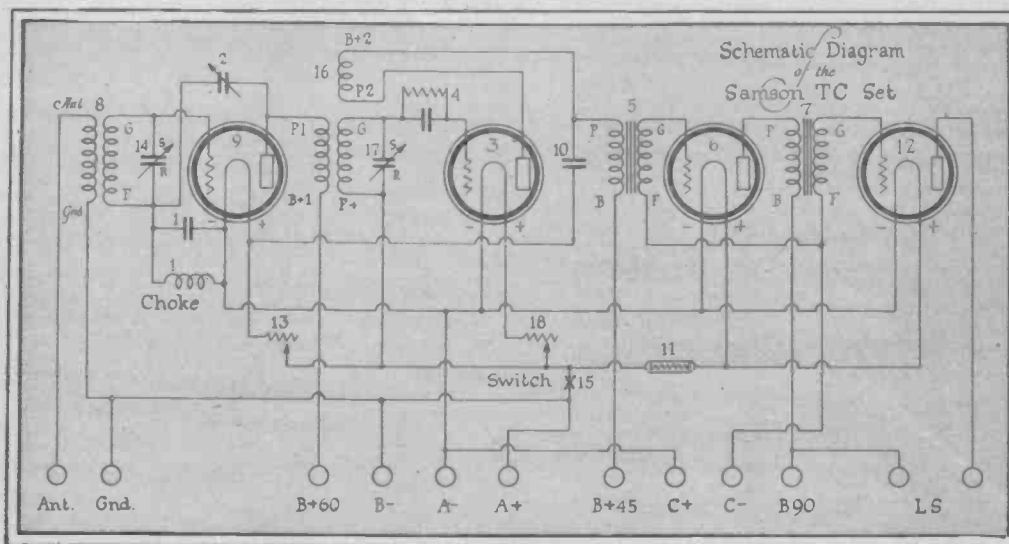 Schematic Diagram
of the
Samson TC Set
B+2
16
P2
2
4
Ant
8
G
14
S
R
F
Gnd
9
- +
P1
B+1
G
17
S
R
F+
3
- +
10
P
5
G
B
F
6
- +
P
7
G
B
F
12
- +
1
1
Choke
13
18
Switch
15
11
Ant.
Gnd.
B+60
B-
A-
A+
B+45
C+
C-
B90
LS